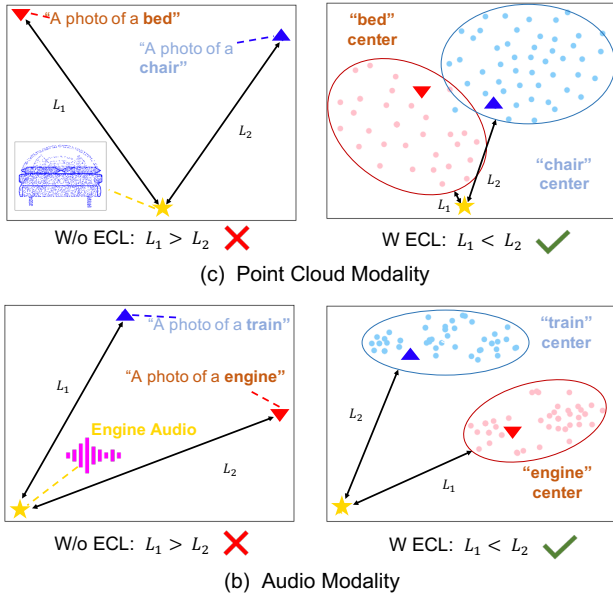 "A photo of a bed"
"A photo of a
chair"
L₁
L₂
W/o ECL: L₁ > L₂
"bed"
center
"chair"
center
L₂
L₁
W ECL: L₁ < L₂
(c) Point Cloud Modality
"A photo of a train"
L₁
"A photo of a engine"
Engine Audio
L₂
W/o ECL: L₁ > L₂
"train"
center
L₂
L₁
"engine"
center
W ECL: L₁ < L₂
(b) Audio Modality